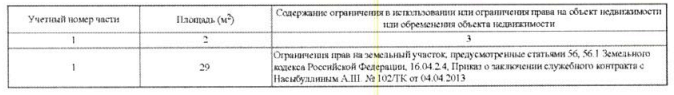 Учетный номер части
Площадь (м²)
Содержание ограничения в использовании или ограничения права на объект недвижимости
или обременения объекта недвижимости
1
2
3
1
29
Ограничения прав на земельный участок, предусмотренные статьями 56, 56.1 Земельного
кодекса Российской Федерации, 16.04.2.4, Приказ о заключении служебного контракта с
Насыбуллиным А.Ш. № 102/ТК от 04.04.2013